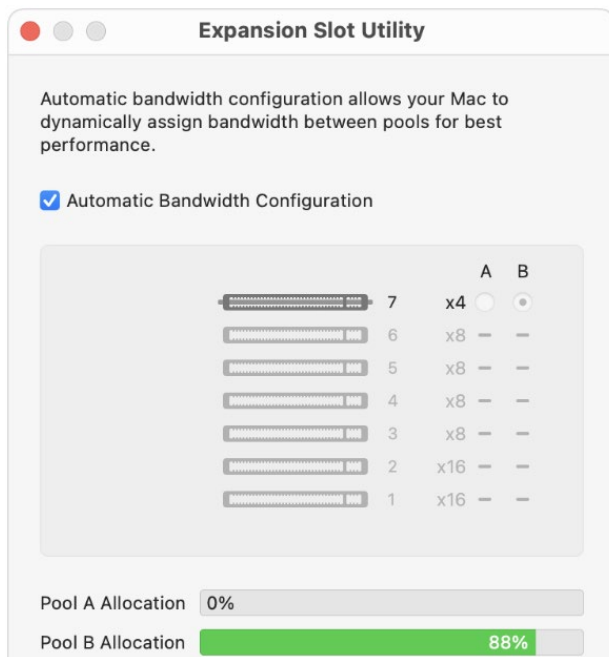 Expansion Slot Utility
Automatic bandwidth configuration allows your Mac to
dynamically assign bandwidth between pools for best
performance.
Automatic Bandwidth Configuration
A B
7 x4
6 x8
5 x8
4 x8
3 x8
2 x16
1 x16
Pool A Allocation 0%
Pool B Allocation 88%